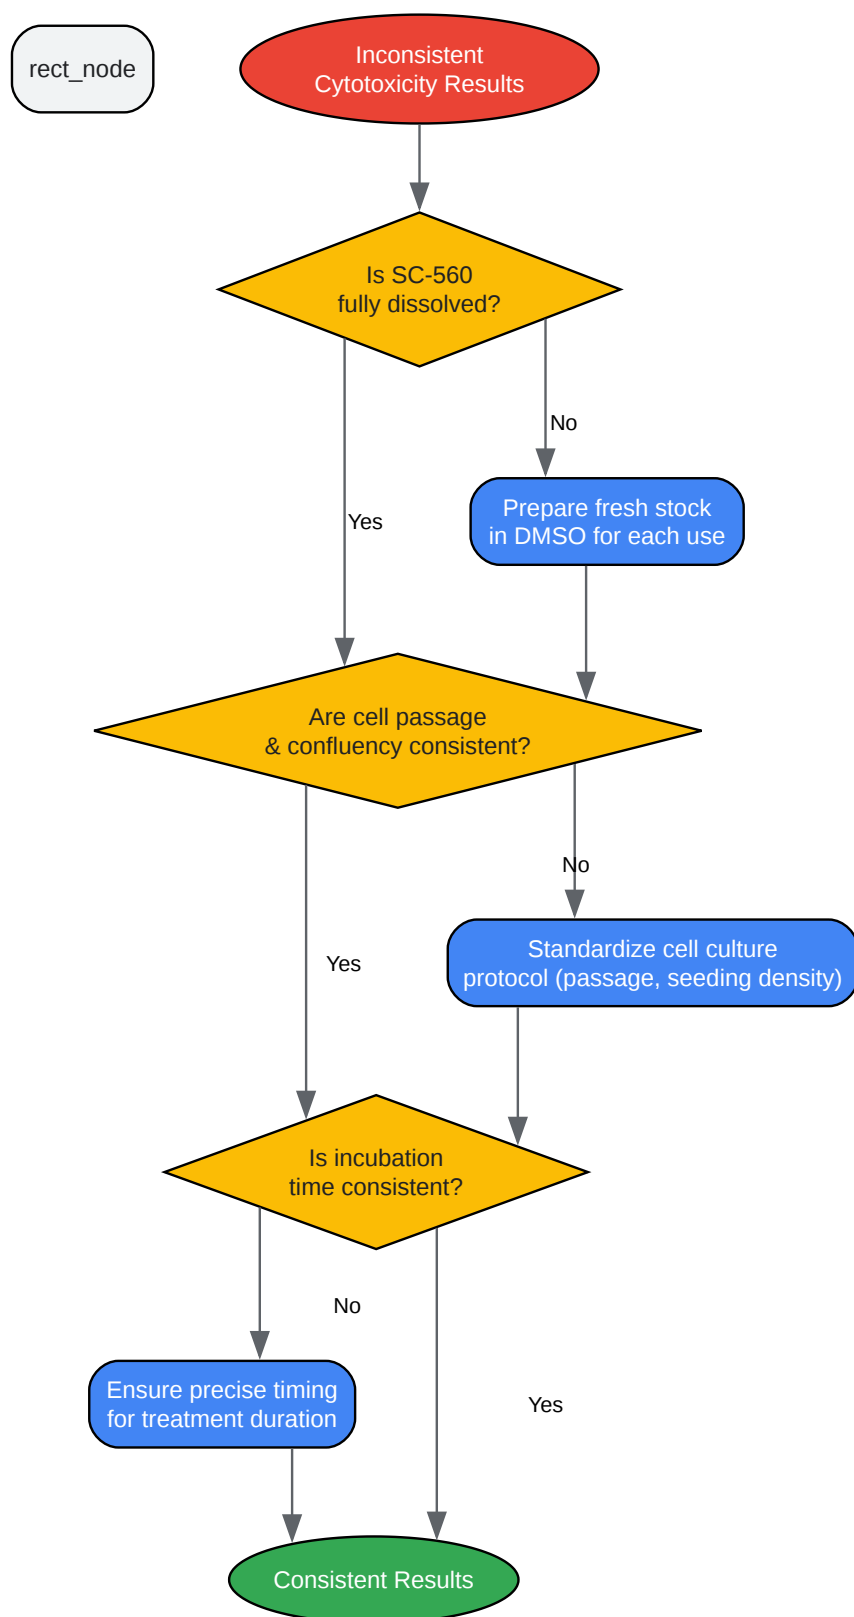 rect_node
Inconsistent
Cytotoxicity Results
Is SC-560
fully dissolved?
No
Prepare fresh stock
in DMSO for each use
Yes
Are cell passage
& confluency consistent?
No
Standardize cell culture
protocol (passage, seeding density)
Yes
Is incubation
time consistent?
No
Ensure precise timing
for treatment duration
Yes
Consistent Results